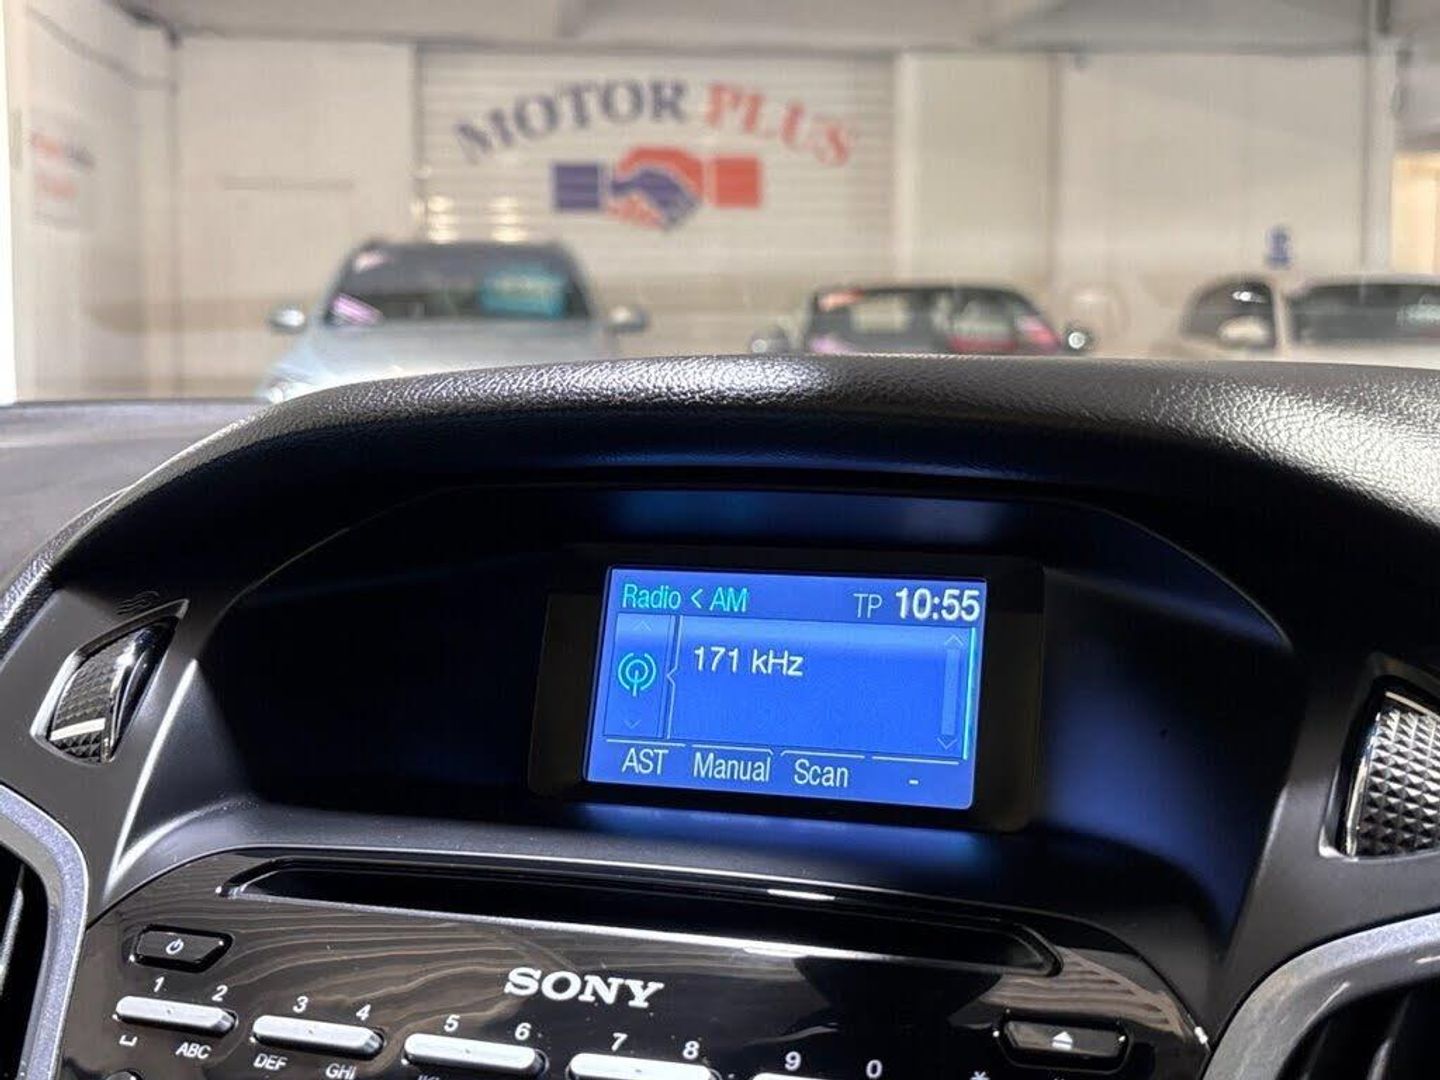 MOTOR PLUS
Radio < AM TP 10:55
171 kHz
AST Manual Scan -
SONY
1 2 3 4 5 6 7 8 9 0 *
ABC DEF GHI